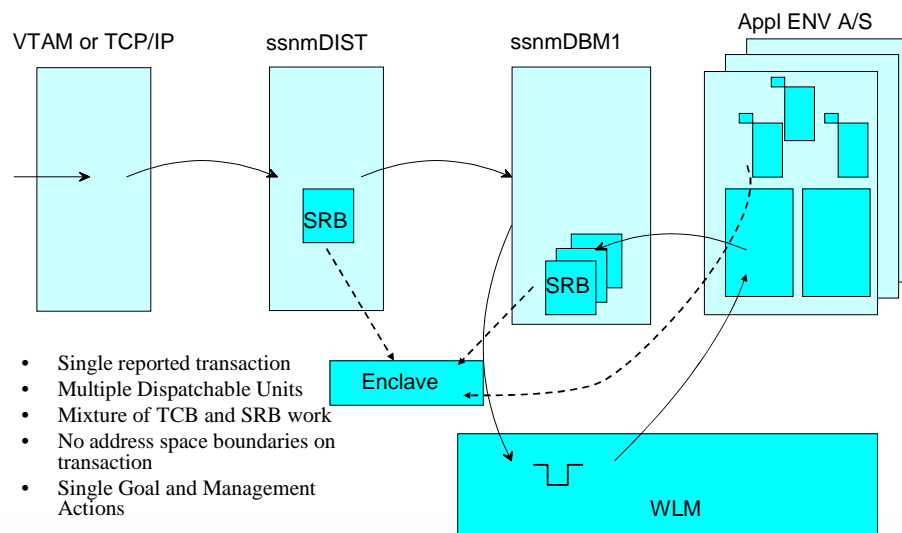 VTAM or TCP/IP
ssnmDIST
ssnmDBM1
Appl ENV A/S
SRB
SRB
Enclave
• Single reported transaction
• Multiple Dispatchable Units
• Mixture of TCB and SRB work
• No address space boundaries on
transaction
• Single Goal and Management
Actions
WLM